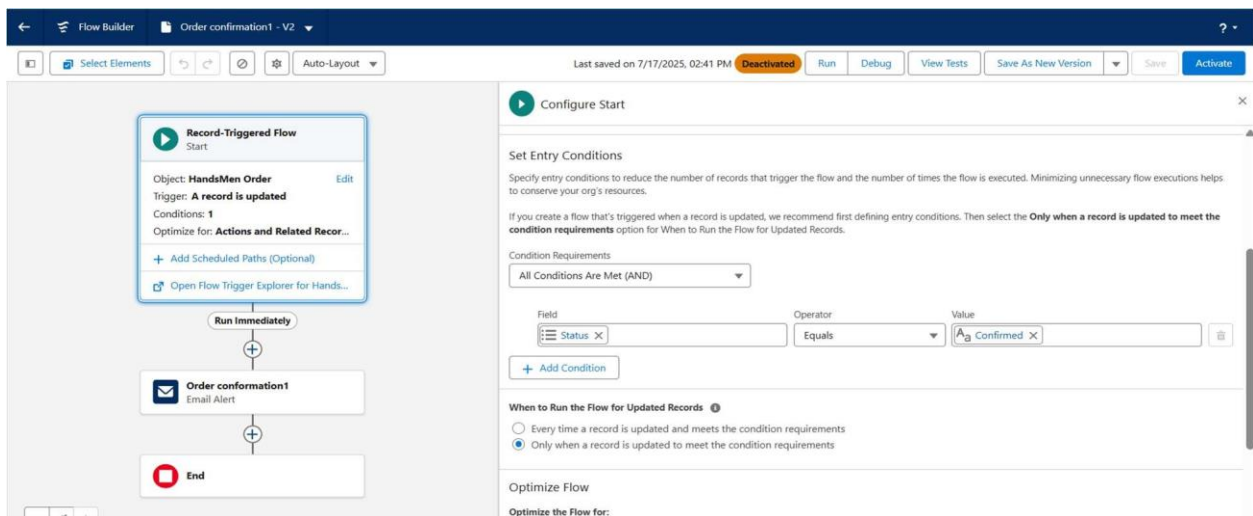 Flow Builder Order confirmation1 - V2 ?
Select Elements Auto-Layout Last saved on 7/17/2025, 02:41 PM Deactivated Run Debug View Tests Save As New Version Save Activate
Record-Triggered Flow
Start
Object: HandsMen Order Edit
Trigger: A record is updated
Conditions: 1
Optimize for: Actions and Related Recor...
+ Add Scheduled Paths (Optional)
Open Flow Trigger Explorer for Hands...
Run Immediately
Order conformation1
Email Alert
End
Configure Start
Set Entry Conditions
Specify entry conditions to reduce the number of records that trigger the flow and the number of times the flow is executed. Minimizing unnecessary flow executions helps
to conserve your org's resources.
If you create a flow that's triggered when a record is updated, we recommend first defining entry conditions. Then select the Only when a record is updated to meet the
condition requirements option for When to Run the Flow for Updated Records.
Condition Requirements
All Conditions Are Met (AND)
Field Operator Value
Status Equals Aa Confirmed
+ Add Condition
When to Run the Flow for Updated Records
Every time a record is updated and meets the condition requirements
Only when a record is updated to meet the condition requirements
Optimize Flow
Optimize the Flow for: